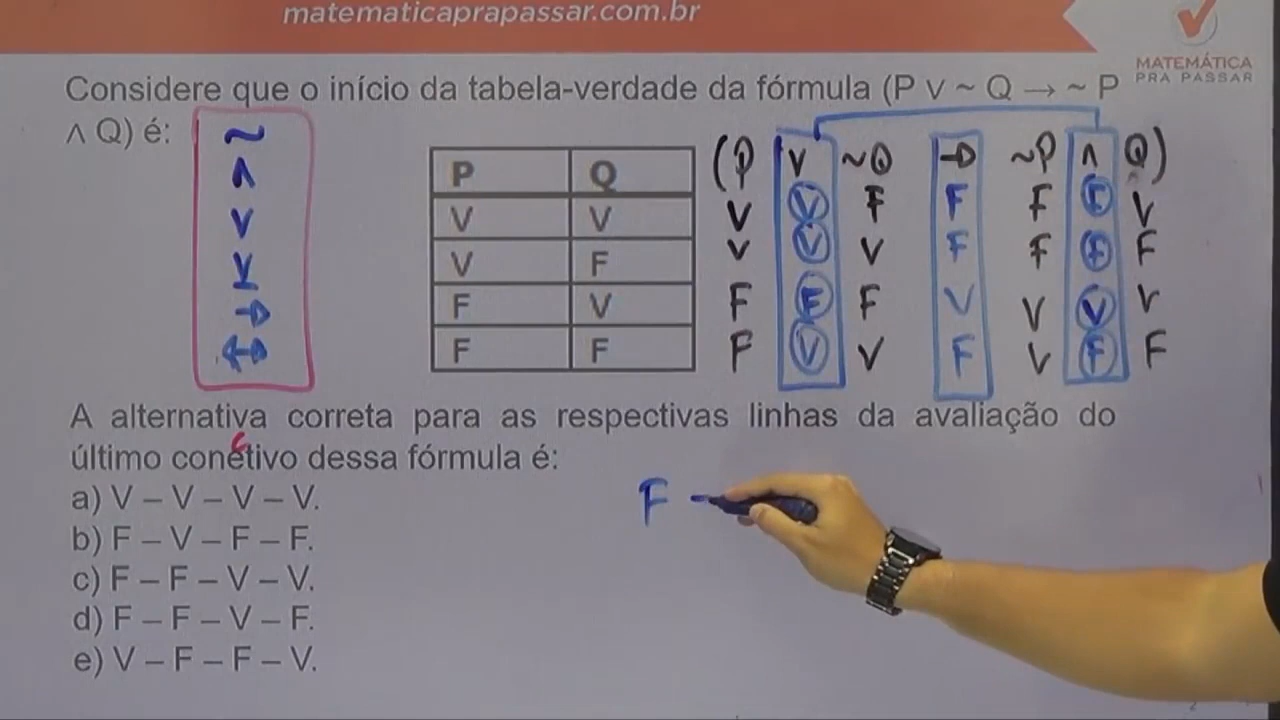 matematicaprapassar.com.br
MATEMÁTICA
PRA PASSAR
Considere que o início da tabela-verdade da fórmula (P ∨ ~ Q → ~ P
∧ Q) é:
~
∧
∨
⊻
→
↔
P Q
V V
V F
F V
F F
(P ∨ ~Q → ~P ∧ Q)
V V F F F F V
V V V F F F F
F F F V V V V
F V V F V F F
A alternativa correta para as respectivas linhas da avaliação do
último conetivo dessa fórmula é:
c
a) V – V – V – V.
b) F – V – F – F.
c) F – F – V – V.
d) F – F – V – F.
e) V – F – F – V.
F -